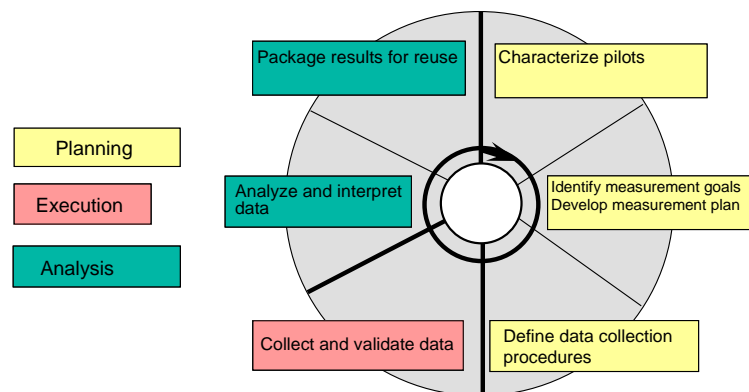 Package results for reuse
Characterize pilots
Planning
Execution
Analysis
Analyze and interpret
data
Identify measurement goals
Develop measurement plan
Collect and validate data
Define data collection
procedures